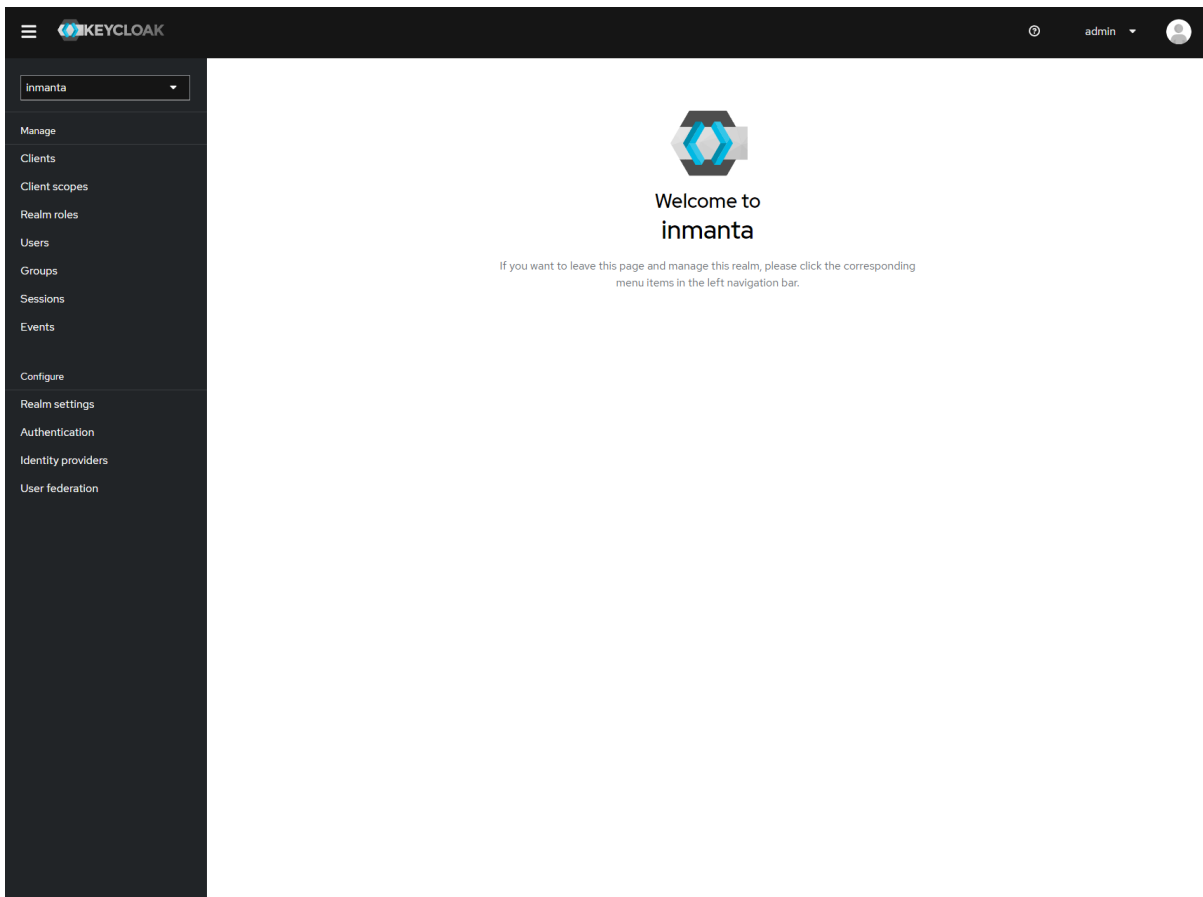 KEYCLOAK
admin
inmanta
Manage
Clients
Client scopes
Realm roles
Users
Groups
Sessions
Events
Configure
Realm settings
Authentication
Identity providers
User federation
Welcome to
inmanta
If you want to leave this page and manage this realm, please click the corresponding
menu items in the left navigation bar.